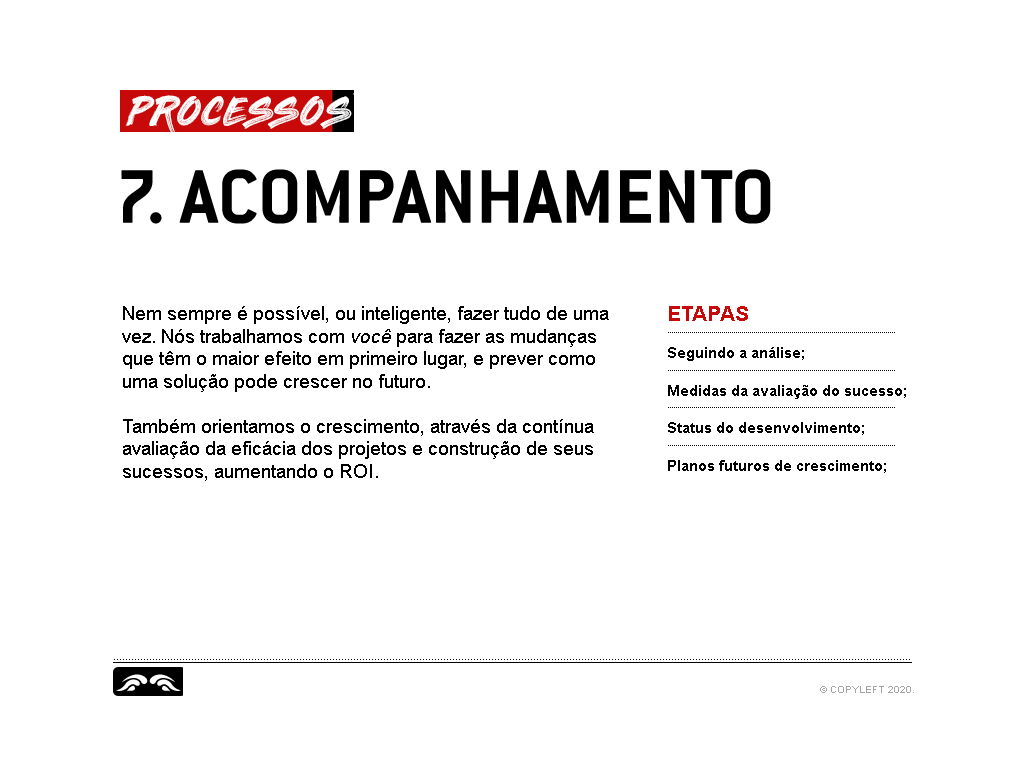 PROCESSOS
7. ACOMPANHAMENTO
Nem sempre é possível, ou inteligente, fazer tudo de uma
vez. Nós trabalhamos com você para fazer as mudanças
que têm o maior efeito em primeiro lugar, e prever como
uma solução pode crescer no futuro.
Também orientamos o crescimento, através da contínua
avaliação da eficácia dos projetos e construção de seus
sucessos, aumentando o ROI.
ETAPAS
Seguindo a análise;
Medidas da avaliação do sucesso;
Status do desenvolvimento;
Planos futuros de crescimento;
© COPYLEFT 2020.